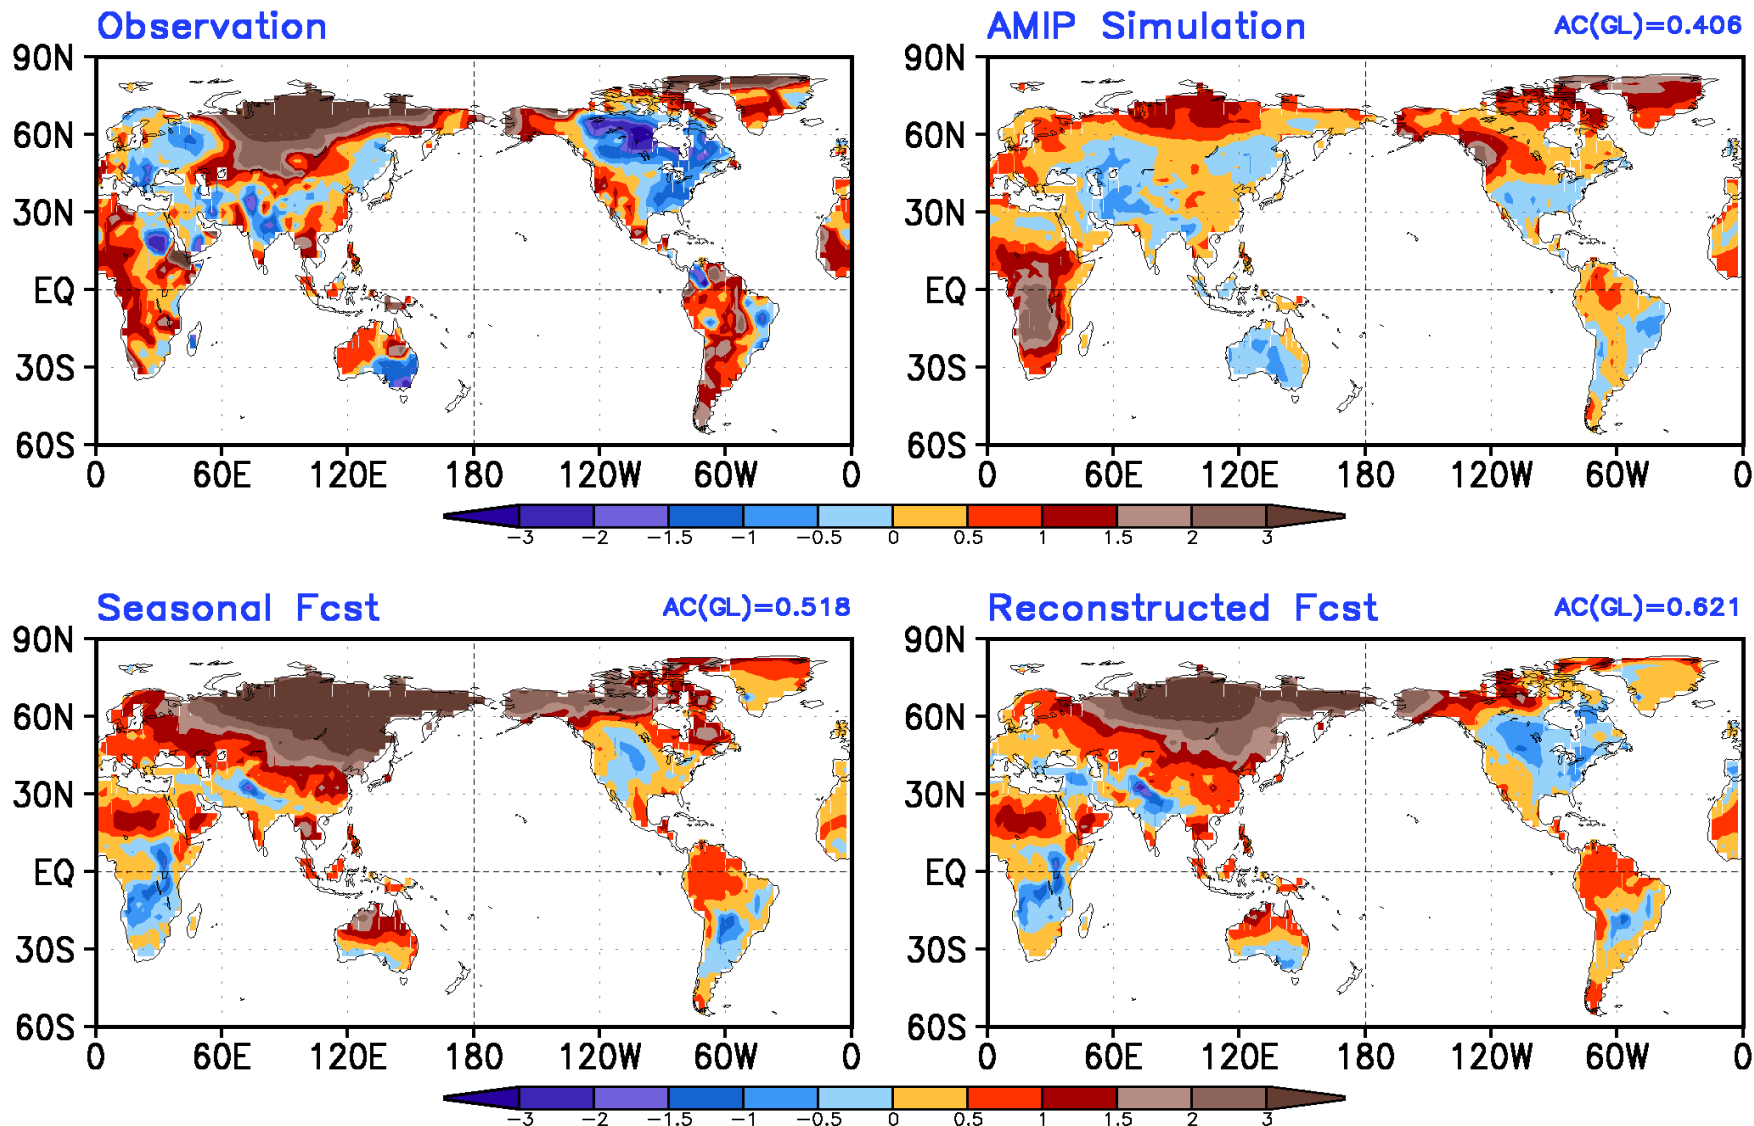 Observation
AMIP Simulation AC(GL)=0.406
90N 90N
60N 60N
30N 30N
EQ EQ
30S 30S
60S 60S
0 60E 120E 180 120W 60W 0 0 60E 120E 180 120W 60W 0
-3 -2 -1.5 -1 -0.5 0 0.5 1 1.5 2 3
Seasonal Fcst AC(GL)=0.518
Reconstructed Fcst AC(GL)=0.621
90N 90N
60N 60N
30N 30N
EQ EQ
30S 30S
60S 60S
0 60E 120E 180 120W 60W 0 0 60E 120E 180 120W 60W 0
-3 -2 -1.5 -1 -0.5 0 0.5 1 1.5 2 3